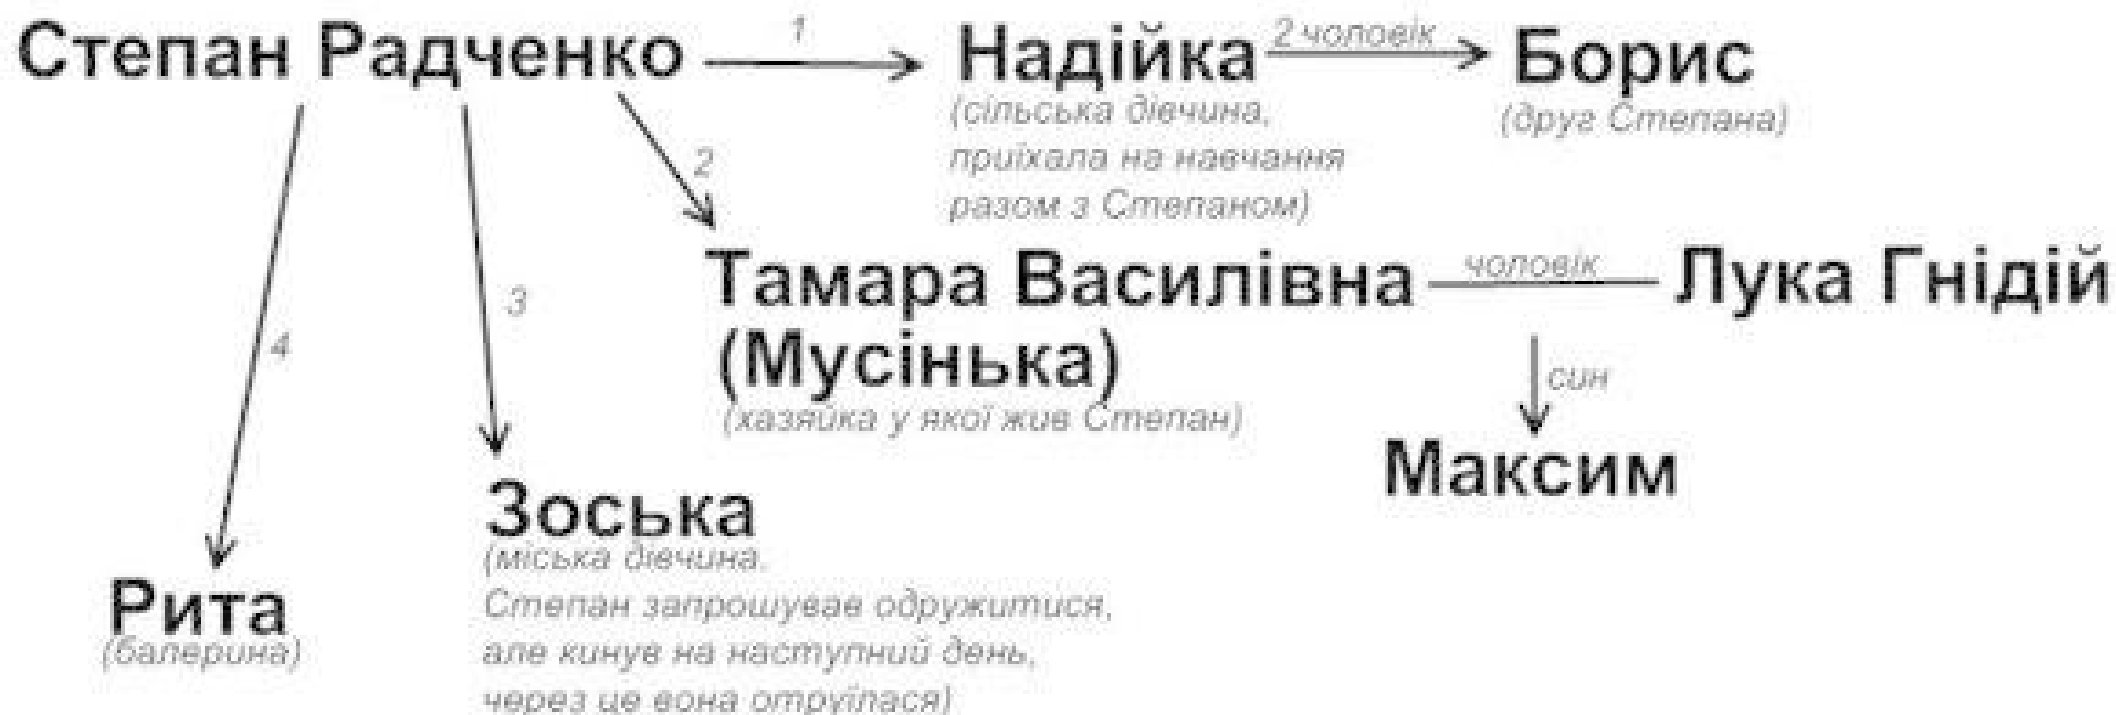 Степан Радченко
1
Надійка
2 чоловік
Борис
(сільська дівчина,
приїхала на навчання
разом з Степаном)
(друг Степана)
2
Тамара Василівна
(Мусінька)
(хазяйка у якої жив Степан)
чоловік
Лука Гнідій
син
Максим
3
Зоська
(міська дівчина.
Степан запрошував одружитися,
але кинув на наступний день,
через це вона отруїлася)
4
Рита
(балерина)